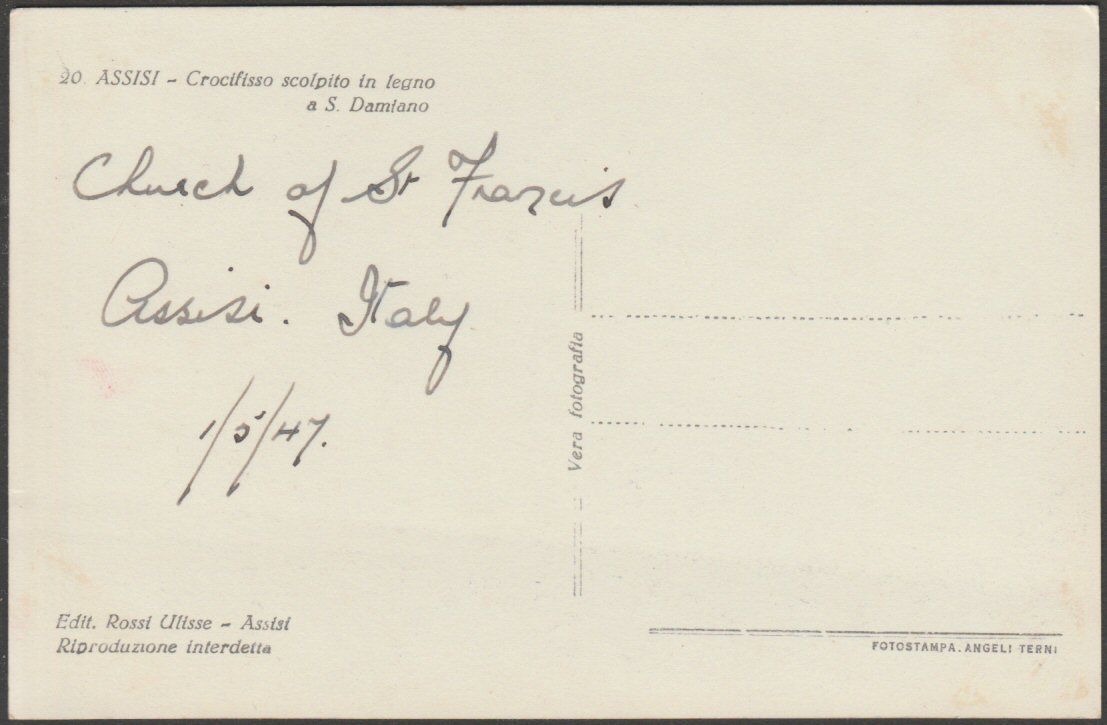 20. ASSISI - Crocifisso scolpito in legno
a S. Damiano
Church of St Francis
Assisi. Italy
1/5/47.
Vera fotografia
Edit. Rossi Ulisse - Assisi
Riproduzione interdetta
FOTOSTAMPA. ANGELI TERNI